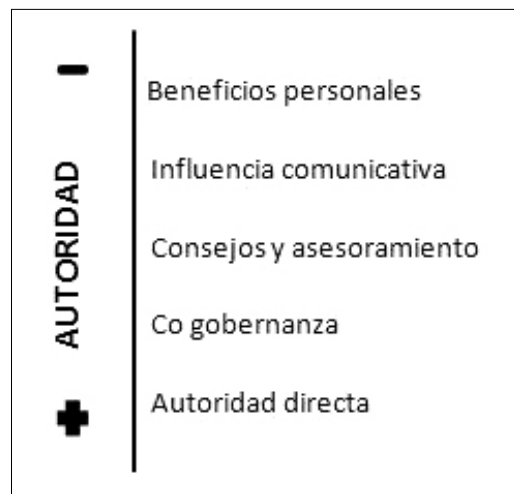 −
Beneficios personales
Influencia comunicativa
AUTORIDAD
Consejos y asesoramiento
Co gobernanza
Autoridad directa
+